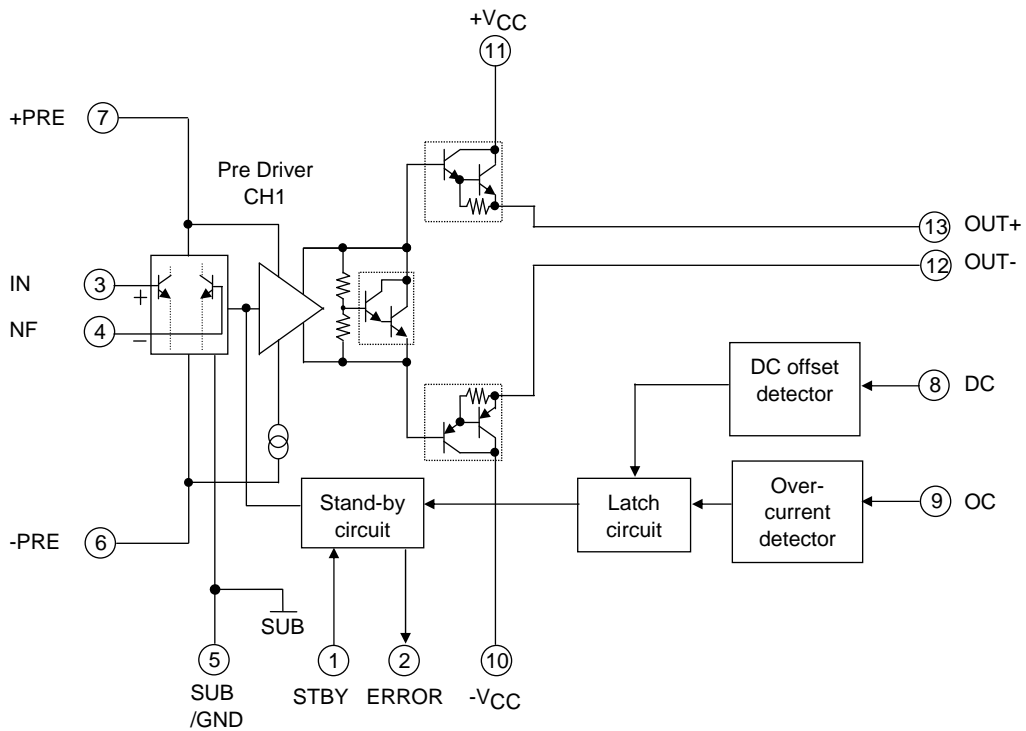 +VCC
11
+PRE
7
Pre Driver
CH1
13
OUT+
12
OUT-
IN
3
+
NF
4
−
DC offset
detector
8
DC
Stand-by
circuit
Latch
circuit
Over-
current
detector
9
OC
-PRE
6
SUB
5
1
2
10
SUB
/GND
STBY
ERROR
-VCC